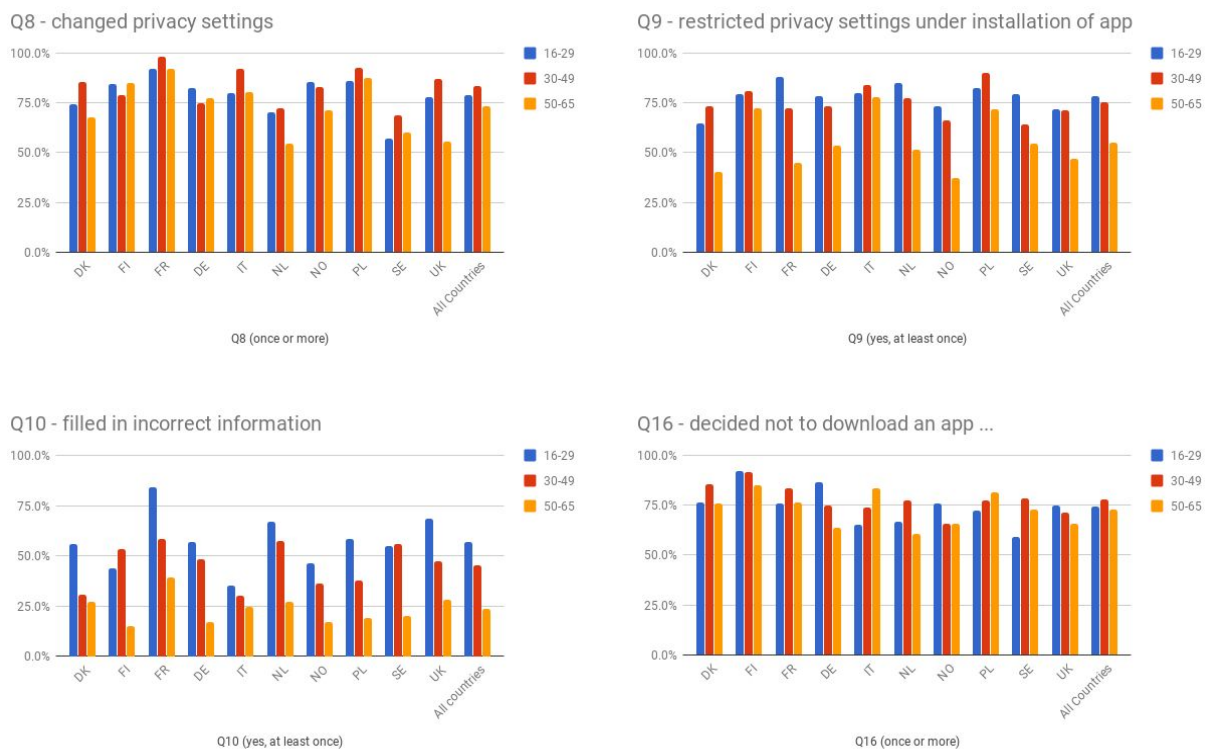 Q8 - changed privacy settings
100.0%
75.0%
50.0%
25.0%
0.0%
16-29
30-49
50-65
DK
FI
FR
DE
IT
NL
NO
PL
SE
UK
All Countries
Q8 (once or more)
Q9 - restricted privacy settings under installation of app
100.0%
75.0%
50.0%
25.0%
0.0%
16-29
30-49
50-65
DK
FI
FR
DE
IT
NL
NO
PL
SE
UK
All Countries
Q9 (yes, at least once)
Q10 - filled in incorrect information
100.0%
75.0%
50.0%
25.0%
0.0%
16-29
30-49
50-65
DK
FI
FR
DE
IT
NL
NO
PL
SE
UK
All countries
Q10 (yes, at least once)
Q16 - decided not to download an app ...
100.0%
75.0%
50.0%
25.0%
0.0%
16-29
30-49
50-65
DK
FI
FR
DE
IT
NL
NO
PL
SE
UK
All countries
Q16 (once or more)